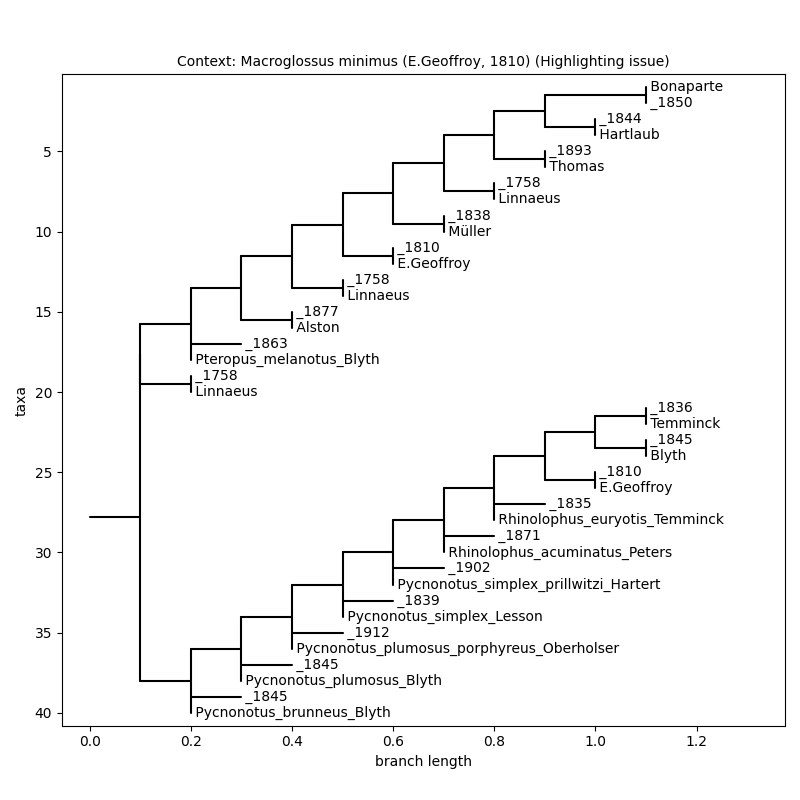 Context: Macroglossus minimus (E.Geoffroy, 1810) (Highlighting issue)
Bonaparte
_1850
_1844
Hartlaub
_1893
Thomas
_1758
Linnaeus
_1838
Müller
_1810
E.Geoffroy
_1758
Linnaeus
_1877
Alston
_1863
Pteropus_melanotus_Blyth
_1758
Linnaeus
_1836
Temminck
_1845
Blyth
_1810
E.Geoffroy
_1835
Rhinolophus_euryotis_Temminck
_1871
Rhinolophus_acuminatus_Peters
_1902
Pycnonotus_simplex_prillwitzi_Hartert
_1839
Pycnonotus_simplex_Lesson
_1912
Pycnonotus_plumosus_porphyreus_Oberholser
_1845
Pycnonotus_plumosus_Blyth
_1845
Pycnonotus_brunneus_Blyth
5
10
15
20
25
30
35
40
taxa
0.0 0.2 0.4 0.6 0.8 1.0 1.2
branch length